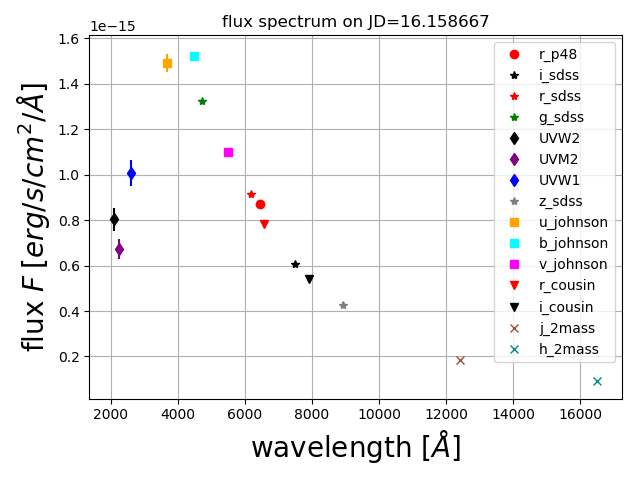 flux spectrum on JD=16.158667
1e−15
1.6
1.4
1.2
1.0
0.8
0.6
0.4
0.2
flux F [erg/s/cm²/Å]
2000 4000 6000 8000 10000 12000 14000 16000
wavelength [Å]
r_p48
i_sdss
r_sdss
g_sdss
UVW2
UVM2
UVW1
z_sdss
u_johnson
b_johnson
v_johnson
r_cousin
i_cousin
j_2mass
h_2mass